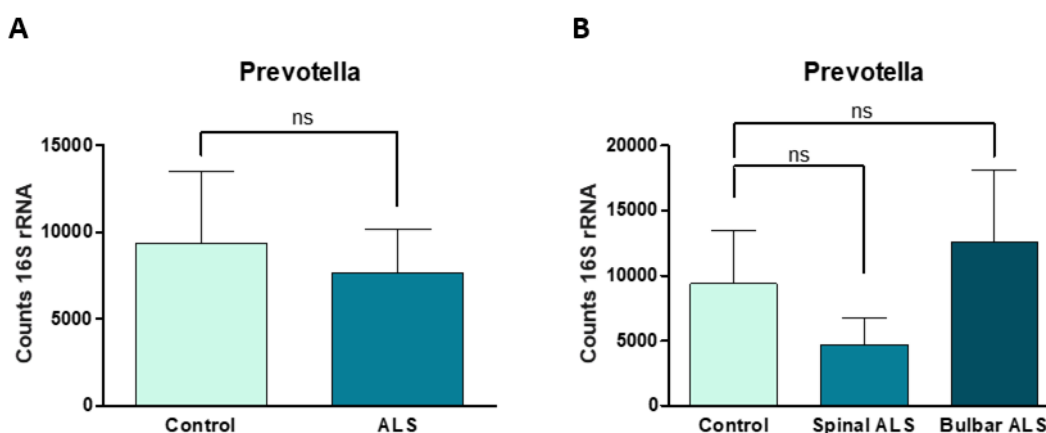 A
Prevotella
ns
15000
10000
5000
0
Counts 16S rRNA
Control ALS
B
Prevotella
ns
ns
20000
15000
10000
5000
0
Counts 16S rRNA
Control Spinal ALS Bulbar ALS